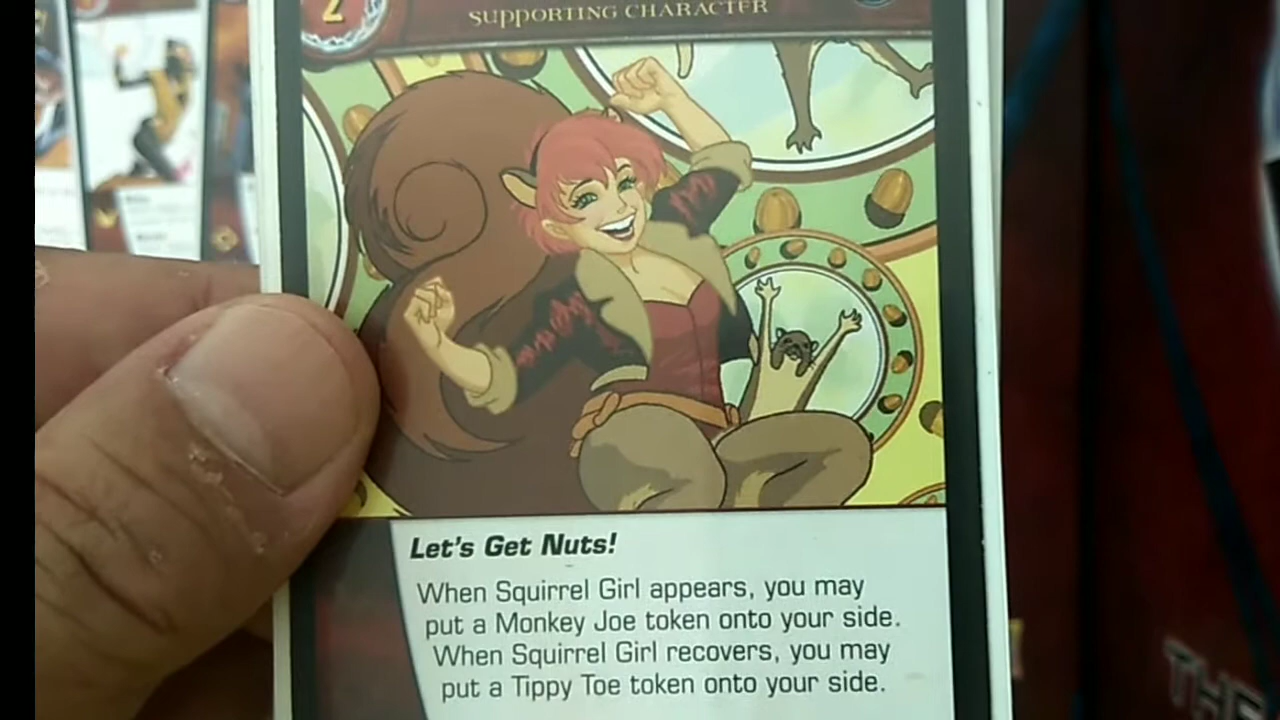 2
SUPPORTING CHARACTER
Let's Get Nuts!
When Squirrel Girl appears, you may
put a Monkey Joe token onto your side.
When Squirrel Girl recovers, you may
put a Tippy Toe token onto your side.
THE